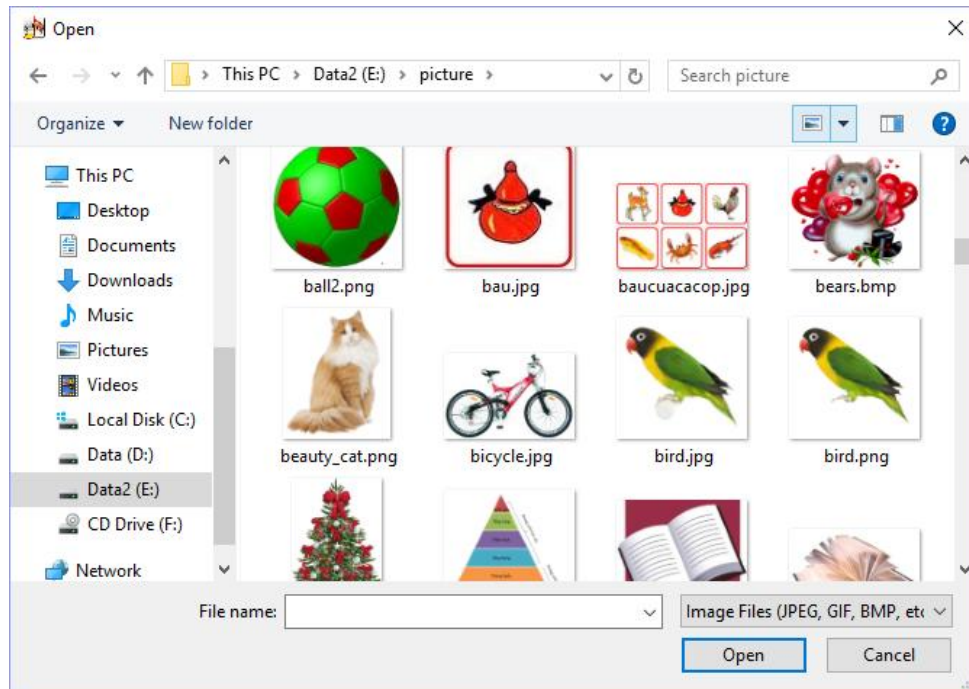 Open
This PC > Data2 (E:) > picture >
Search picture
Organize
New folder
This PC
Desktop
Documents
Downloads
Music
Pictures
Videos
Local Disk (C:)
Data (D:)
Data2 (E:)
CD Drive (F:)
Network
ball2.png
bau.jpg
baucuacacop.jpg
bears.bmp
beauty_cat.png
bicycle.jpg
bird.jpg
bird.png
File name:
Image Files (JPEG, GIF, BMP, etc
Open
Cancel